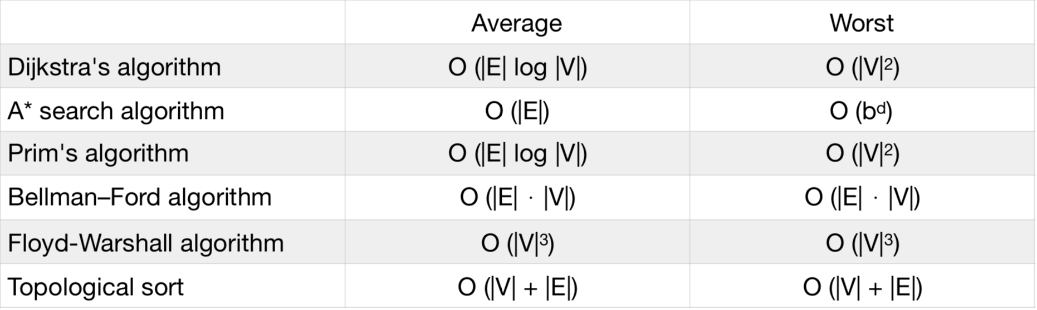 Average Worst
Dijkstra's algorithm O (|E| log |V|) O (|V|²)
A* search algorithm O (|E|) O (bᵈ)
Prim's algorithm O (|E| log |V|) O (|V|²)
Bellman–Ford algorithm O (|E| · |V|) O (|E| · |V|)
Floyd-Warshall algorithm O (|V|³) O (|V|³)
Topological sort O (|V| + |E|) O (|V| + |E|)